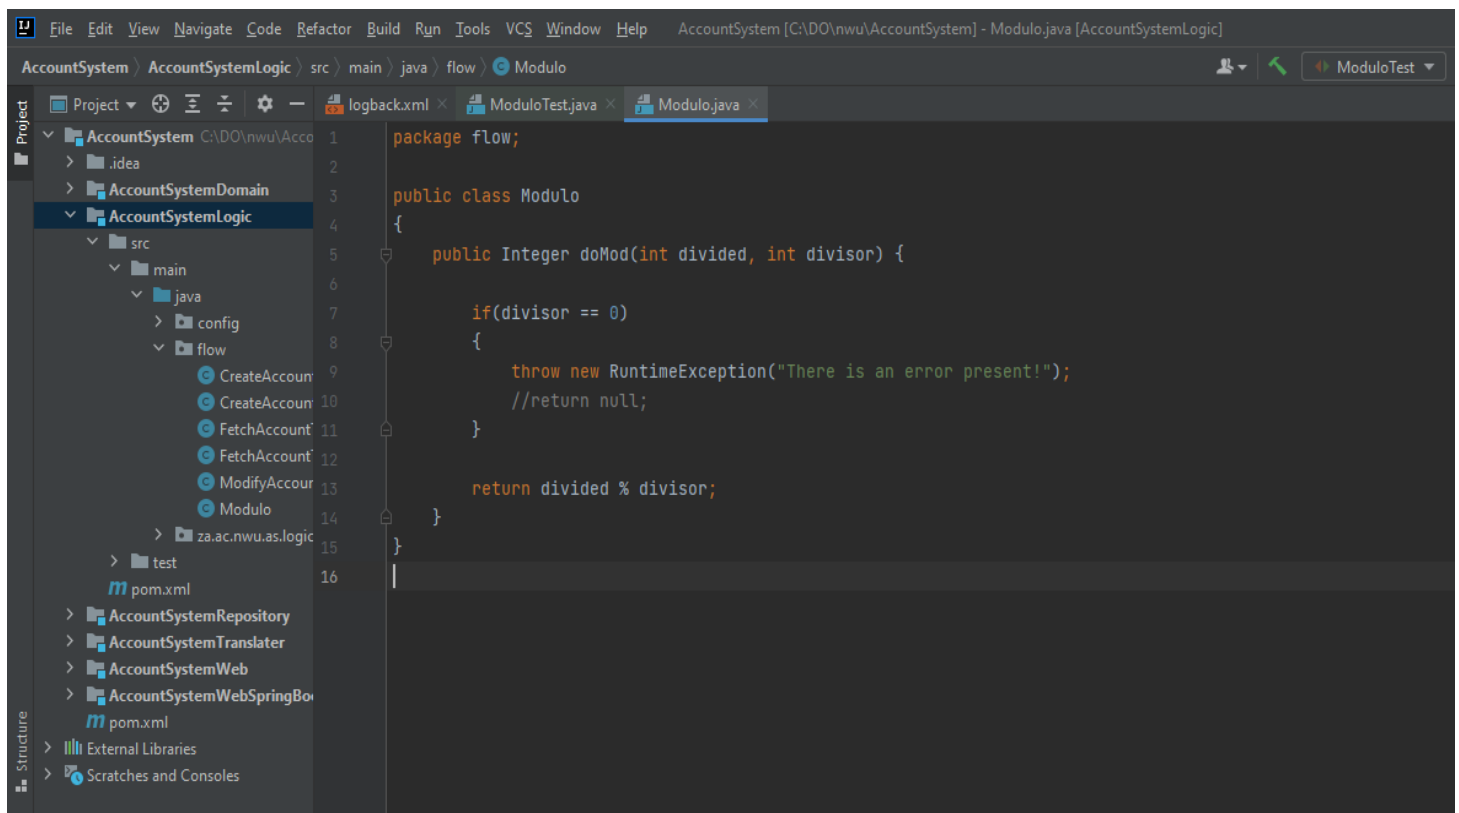 File Edit View Navigate Code Refactor Build Run Tools VCS Window Help AccountSystem [C:\DO\nwu\AccountSystem] - Modulo.java [AccountSystemLogic]
AccountSystem AccountSystemLogic src main java flow Modulo ModuloTest
Project
Project
logback.xml ModuloTest.java Modulo.java
AccountSystem C:\DO\nwu\Acco
.idea
AccountSystemDomain
AccountSystemLogic
src
main
java
config
flow
CreateAccoun
CreateAccoun
FetchAccountT
FetchAccountT
ModifyAccour
Modulo
za.ac.nwu.as.logic
test
pom.xml
AccountSystemRepository
AccountSystemTranslater
AccountSystemWeb
AccountSystemWebSpringBo
pom.xml
External Libraries
Scratches and Consoles
Structure
1 package flow;
2
3 public class Modulo
4 {
5 public Integer doMod(int divided, int divisor) {
6
7 if(divisor == 0)
8 {
9 throw new RuntimeException("There is an error present!");
10 //return null;
11 }
12
13 return divided % divisor;
14 }
15 }
16